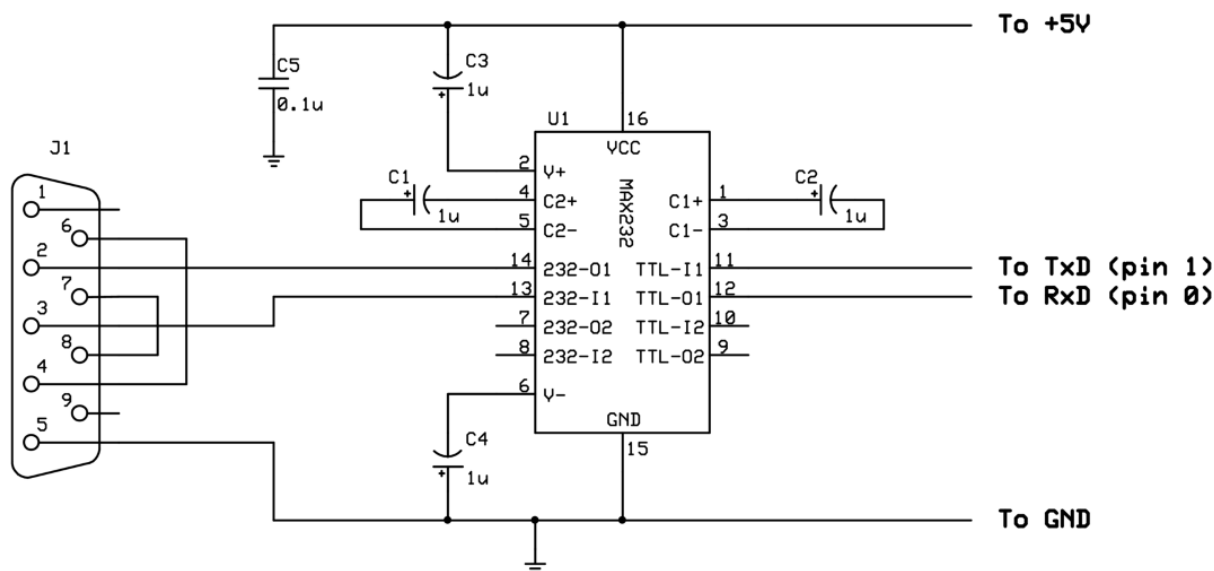 To +5V
C5
0.1u
C3
1u
+
U1
16
VCC
MAX232
J1
1
6
2
7
3
8
4
9
5
2 V+
C1
+
1u
4 C2+
5 C2-
C1+ 1
C1- 3
C2
+
1u
14 232-O1 TTL-I1 11 To TxD (pin 1)
13 232-I1 TTL-O1 12 To RxD (pin 0)
7 232-O2 TTL-I2 10
8 232-I2 TTL-O2 9
6 V-
GND
15
C4
+
1u
To GND